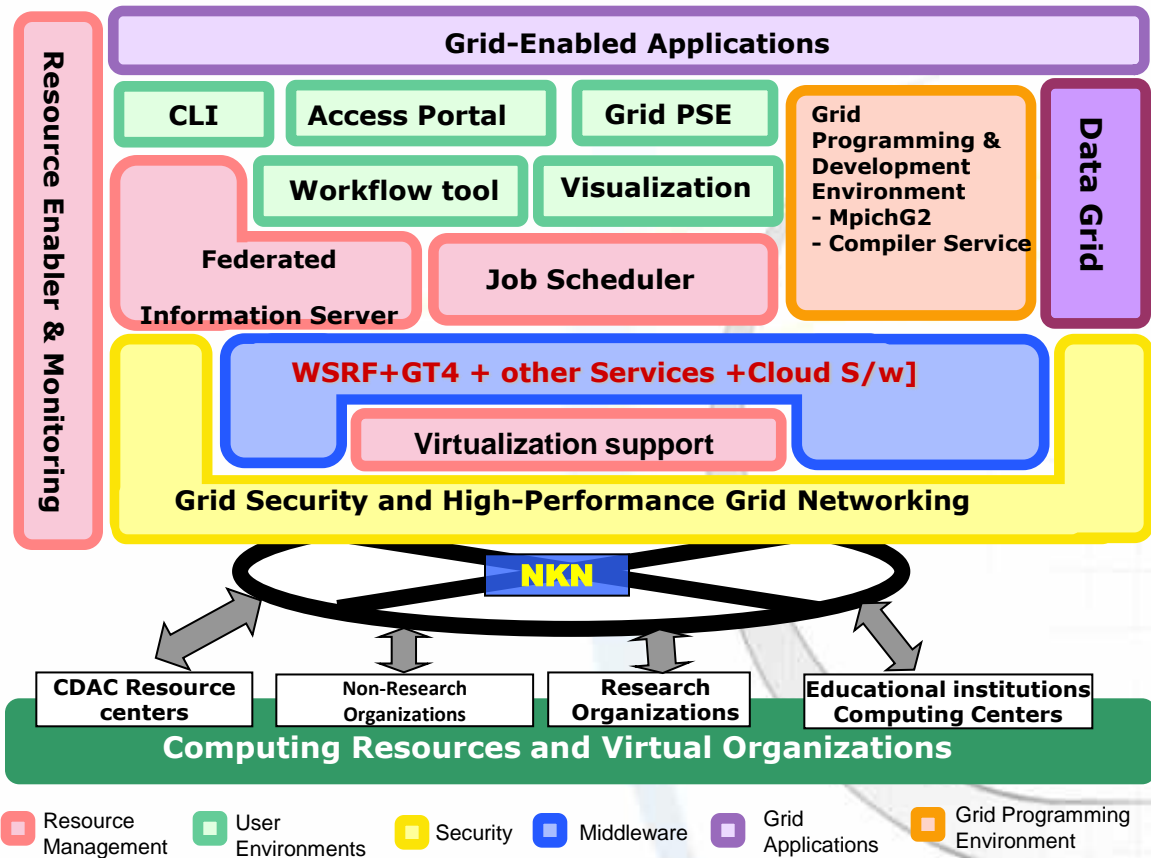 Resource Enabler & Monitoring
Grid-Enabled Applications
CLI
Access Portal
Grid PSE
Grid
Programming &
Development
Environment
- MpichG2
- Compiler Service
Data Grid
Workflow tool
Visualization
Federated
Information Server
Job Scheduler
WSRF+GT4 + other Services +Cloud S/w]
Virtualization support
Grid Security and High-Performance Grid Networking
NKN
CDAC Resource
centers
Non-Research
Organizations
Research
Organizations
Educational institutions
Computing Centers
Computing Resources and Virtual Organizations
Resource
Management
User
Environments
Security
Middleware
Grid
Applications
Grid Programming
Environment